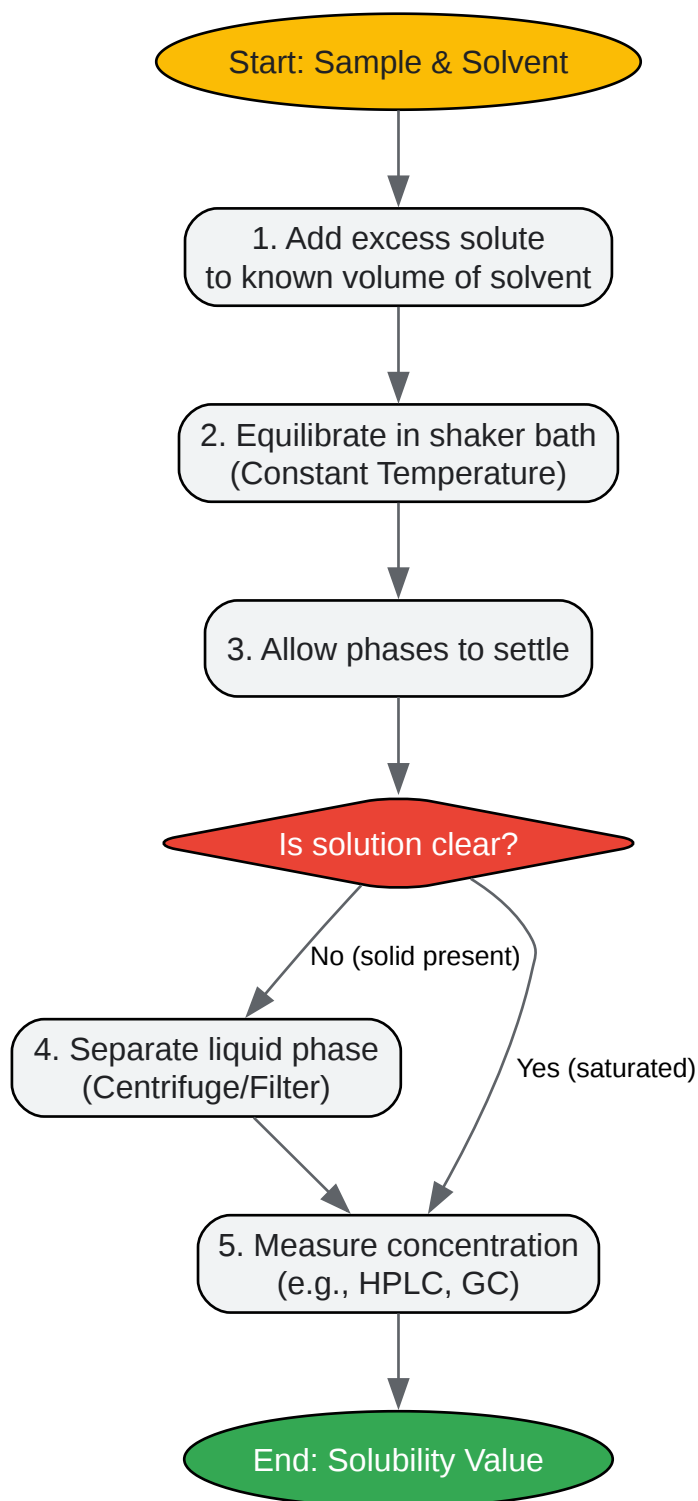 Start: Sample & Solvent
1. Add excess solute
to known volume of solvent
2. Equilibrate in shaker bath
(Constant Temperature)
3. Allow phases to settle
Is solution clear?
No (solid present)
4. Separate liquid phase
(Centrifuge/Filter)
Yes (saturated)
5. Measure concentration
(e.g., HPLC, GC)
End: Solubility Value